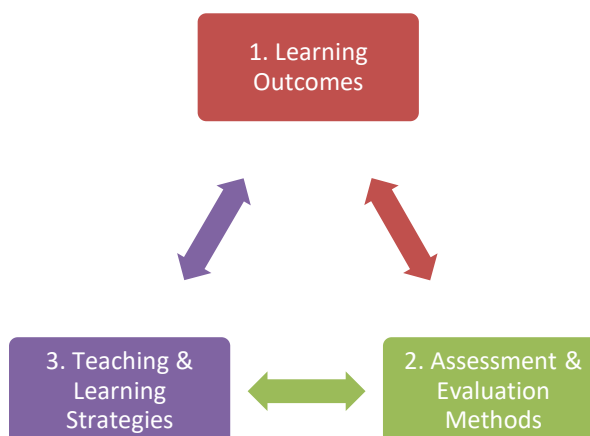 1. Learning
Outcomes
3. Teaching &
Learning
Strategies
2. Assessment &
Evaluation
Methods